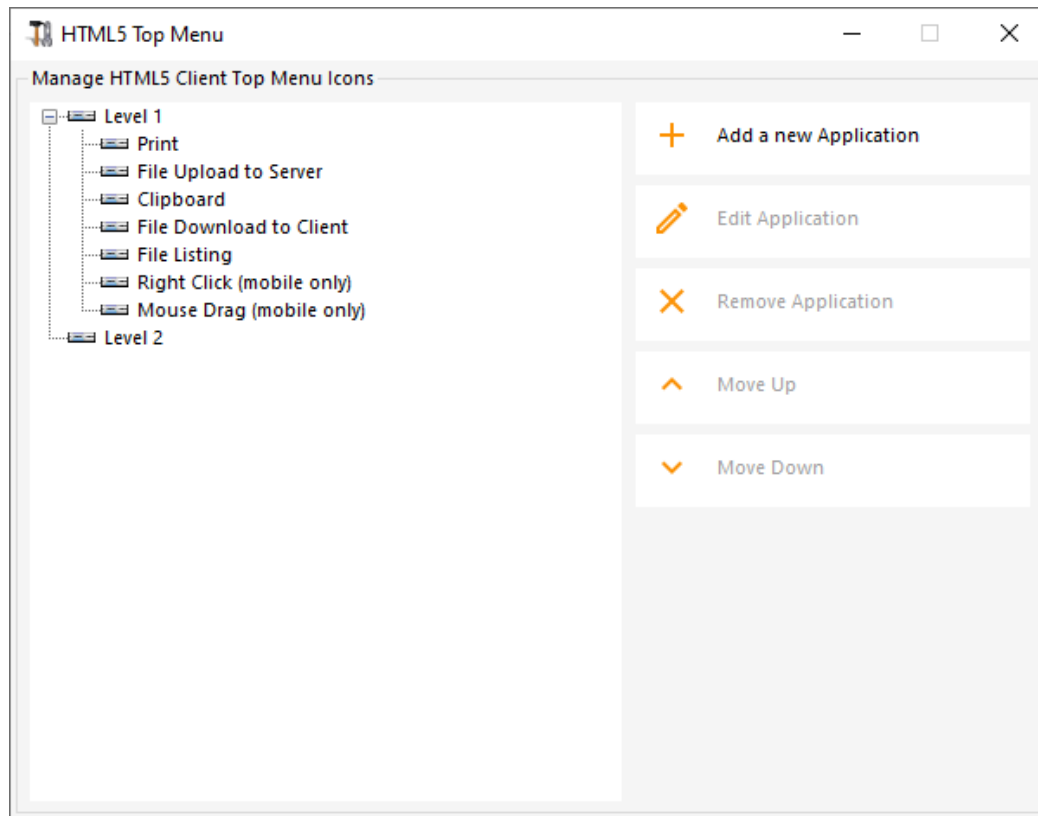 HTML5 Top Menu
Manage HTML5 Client Top Menu Icons
Level 1
Print
File Upload to Server
Clipboard
File Download to Client
File Listing
Right Click (mobile only)
Mouse Drag (mobile only)
Level 2
Add a new Application
Edit Application
Remove Application
Move Up
Move Down